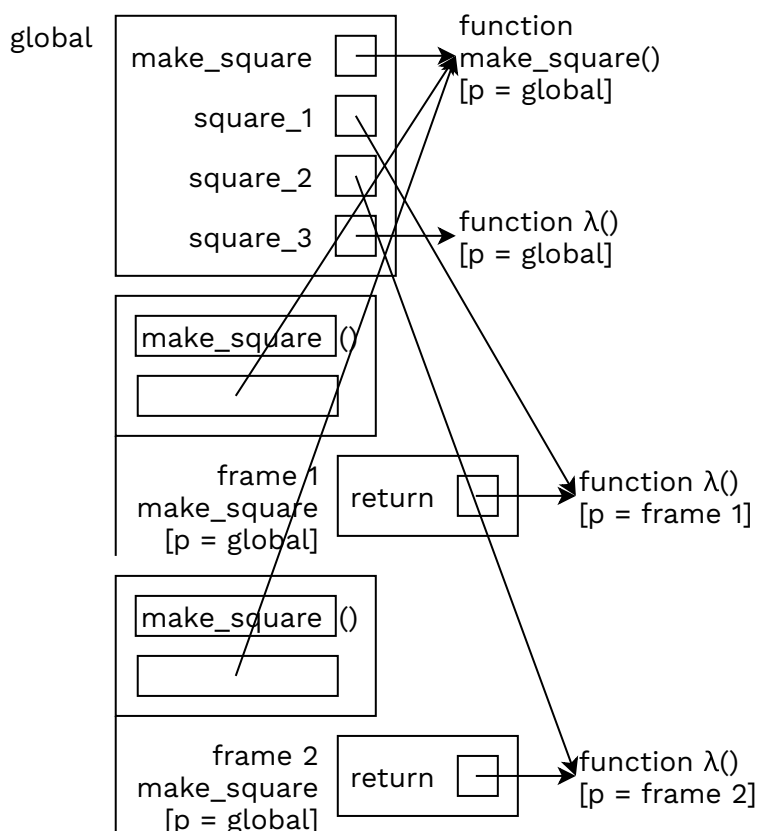 global
make_square
function
make_square()
[p = global]
square_1
square_2
square_3
function λ()
[p = global]
make_square ()
frame 1
make_square
[p = global]
return
function λ()
[p = frame 1]
make_square ()
frame 2
make_square
[p = global]
return
function λ()
[p = frame 2]